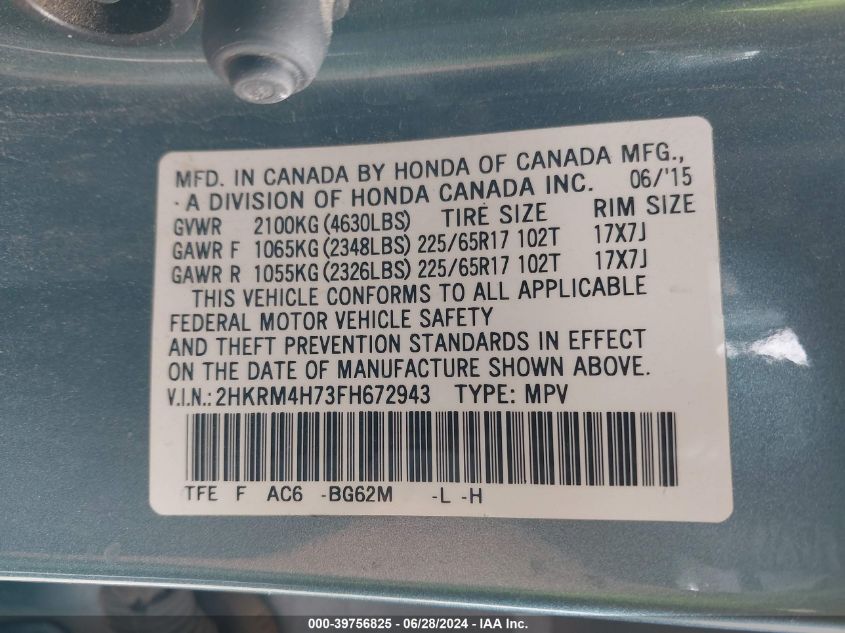 MFD. IN CANADA BY HONDA OF CANADA MFG.,
A DIVISION OF HONDA CANADA INC. 06/'15
GVWR 2100KG (4630LBS) TIRE SIZE RIM SIZE
GAWR F 1065KG (2348LBS) 225/65R17 102T 17X7J
GAWR R 1055KG (2326LBS) 225/65R17 102T 17X7J
THIS VEHICLE CONFORMS TO ALL APPLICABLE
FEDERAL MOTOR VEHICLE SAFETY
AND THEFT PREVENTION STANDARDS IN EFFECT
ON THE DATE OF MANUFACTURE SHOWN ABOVE.
V.I.N.: 2HKRM4H73FH672943 TYPE: MPV
TFE F AC6 -BG62M -L -H
000-39756825 - 06/28/2024 - IAA Inc.